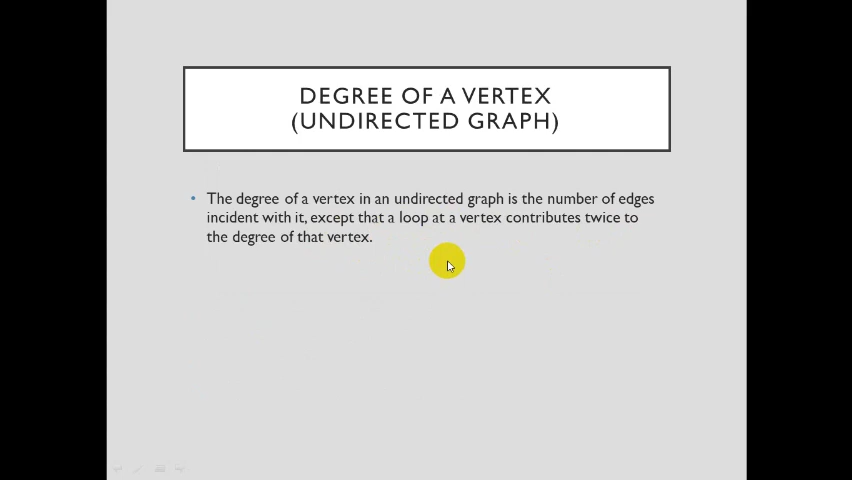 DEGREE OF A VERTEX
(UNDIRECTED GRAPH)
• The degree of a vertex in an undirected graph is the number of edges
incident with it, except that a loop at a vertex contributes twice to
the degree of that vertex.